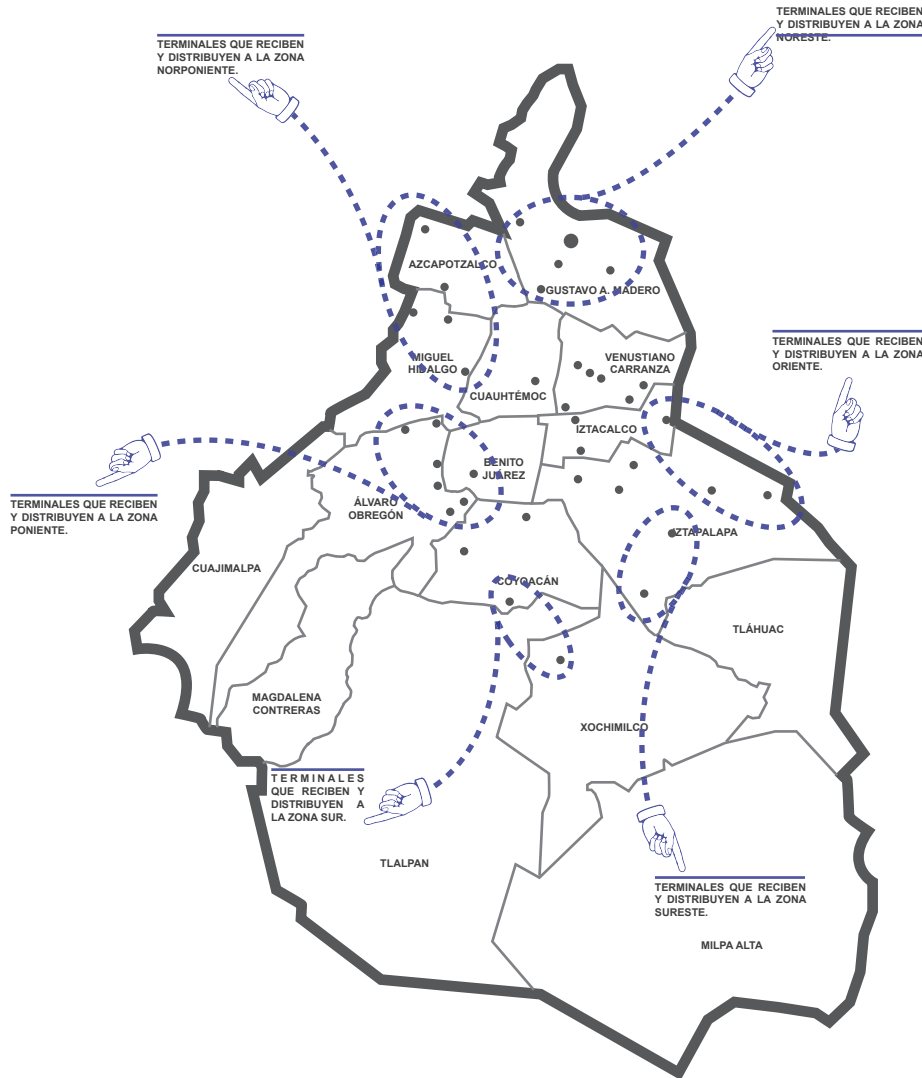 TERMINALES QUE RECIBEN
Y DISTRIBUYEN A LA ZONA
NORESTE.
TERMINALES QUE RECIBEN
Y DISTRIBUYEN A LA ZONA
NORPONIENTE.
AZCAPOTZALCO
GUSTAVO A. MADERO
TERMINALES QUE RECIBEN
Y DISTRIBUYEN A LA ZONA
ORIENTE.
MIGUEL
HIDALGO
VENUSTIANO
CARRANZA
CUAUHTÉMOC
IZTACALCO
BENITO
JUÁREZ
TERMINALES QUE RECIBEN
Y DISTRIBUYEN A LA ZONA
PONIENTE.
ÁLVARO
OBREGÓN
IZTAPALAPA
CUAJIMALPA
COYOACÁN
TLÁHUAC
MAGDALENA
CONTRERAS
XOCHIMILCO
TERMINALES
QUE RECIBEN Y
DISTRIBUYEN A
LA ZONA SUR.
TLALPAN
TERMINALES QUE RECIBEN
Y DISTRIBUYEN A LA ZONA
SURESTE.
MILPA ALTA